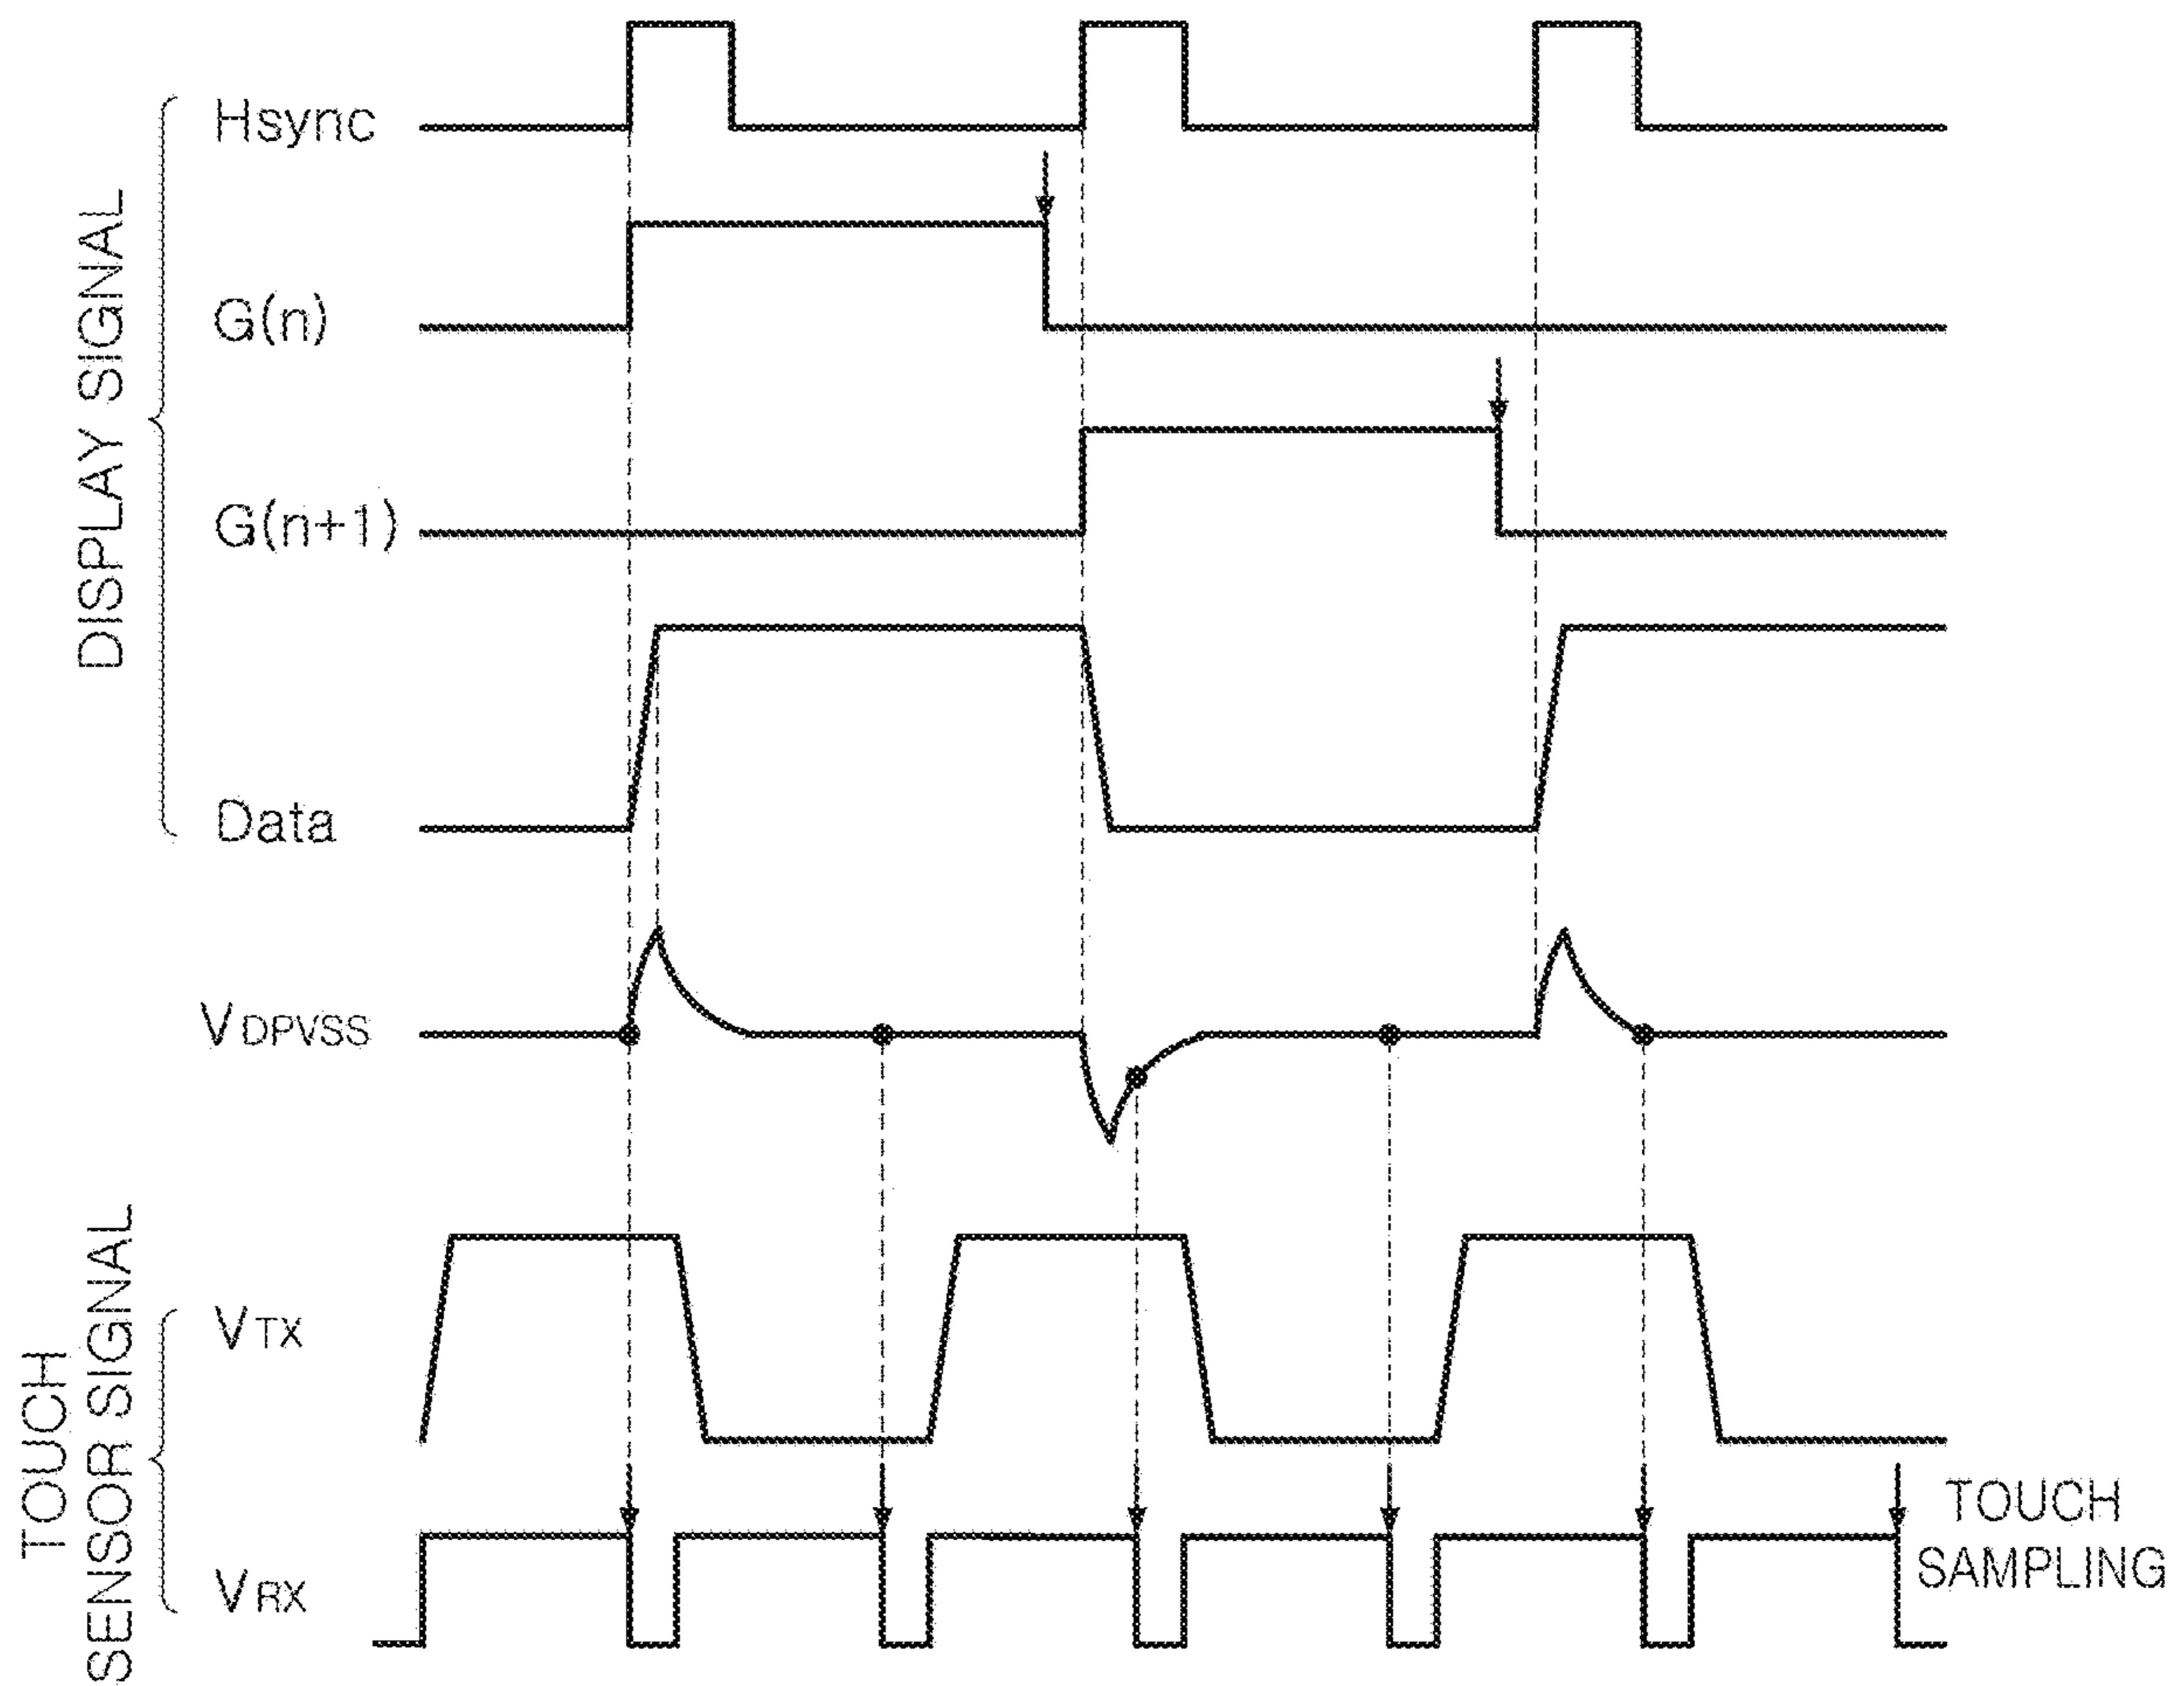 DISPLAY SIGNAL
Hsync
G(n)
G(n+1)
Data
VDPVSS
TOUCH
SENSOR SIGNAL
VTX
VRX
TOUCH
SAMPLING